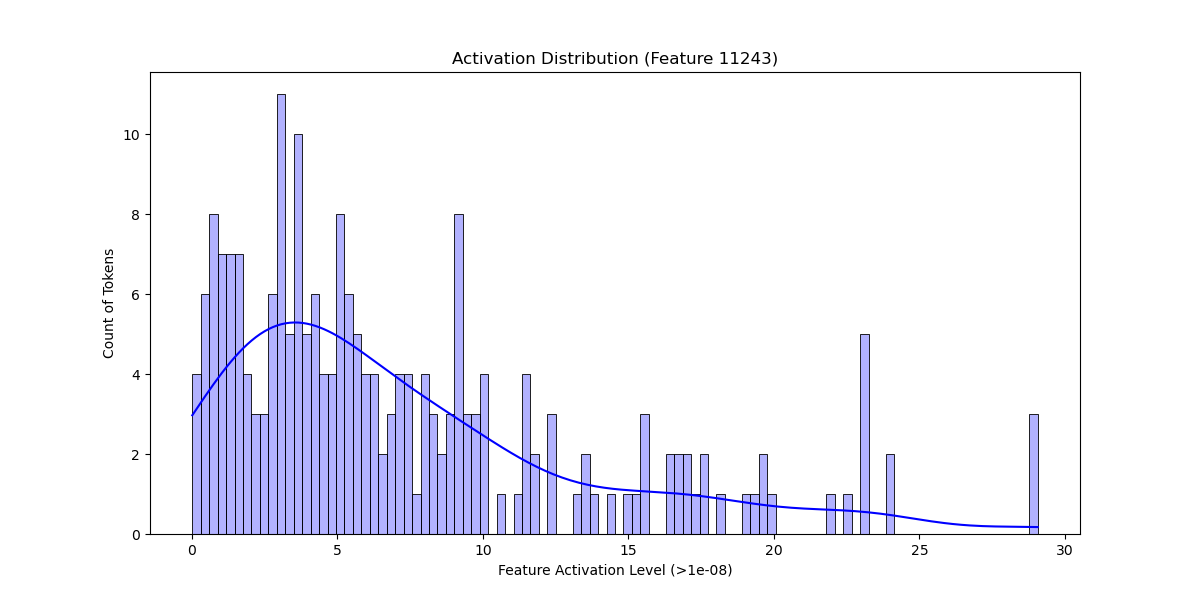 Activation Distribution (Feature 11243)
Count of Tokens
10
8
6
4
2
0
0 5 10 15 20 25 30
Feature Activation Level (>1e-08)